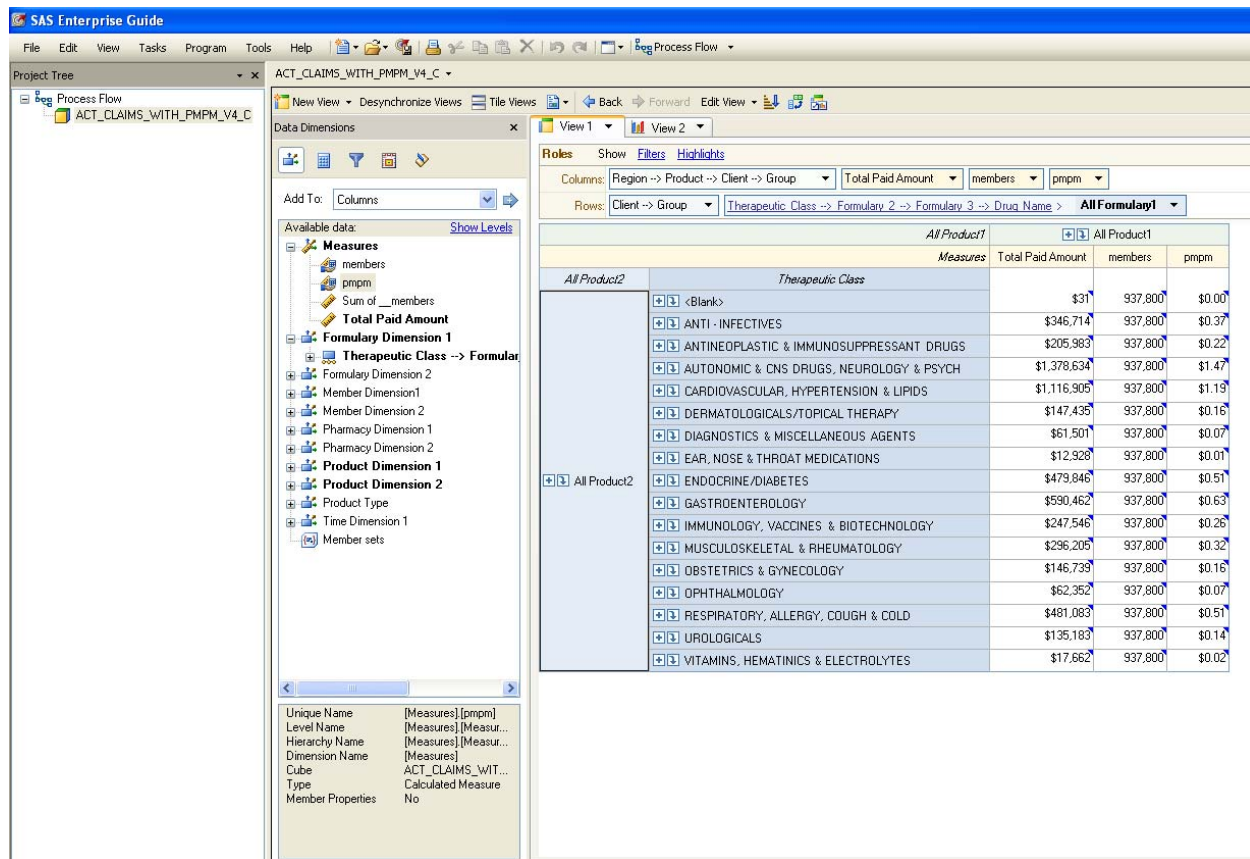 SAS Enterprise Guide
File Edit View Tasks Program Tools Help Process Flow
Project Tree
Process Flow
ACT_CLAIMS_WITH_PMPM_V4_C
ACT_CLAIMS_WITH_PMPM_V4_C
New View Desynchronize Views Tile Views Back Forward Edit View
Data Dimensions
Add To: Columns
Available data: Show Levels
Measures
members
pmpm
Sum of __members
Total Paid Amount
Formulary Dimension 1
Therapeutic Class --> Formular
Formulary Dimension 2
Member Dimension1
Member Dimension 2
Pharmacy Dimension 1
Pharmacy Dimension 2
Product Dimension 1
Product Dimension 2
Product Type
Time Dimension 1
Member sets
Unique Name [Measures].[pmpm]
Level Name [Measures].[Measur...
Hierarchy Name [Measures].[Measur...
Dimension Name [Measures]
Cube ACT_CLAIMS_WIT...
Type Calculated Measure
Member Properties No
View 1 View 2
Roles Show Filters Highlights
Columns: Region --> Product --> Client --> Group Total Paid Amount members pmpm
Rows: Client --> Group Therapeutic Class --> Formulary 2 --> Formulary 3 --> Drug Name > All Formulary1
All Product1 All Product1
Measures Total Paid Amount members pmpm
All Product2 Therapeutic Class
<Blank> $31 937,800 $0.00
ANTI - INFECTIVES $346,714 937,800 $0.37
ANTINEOPLASTIC & IMMUNOSUPPRESSANT DRUGS $205,983 937,800 $0.22
AUTONOMIC & CNS DRUGS, NEUROLOGY & PSYCH $1,378,634 937,800 $1.47
CARDIOVASCULAR, HYPERTENSION & LIPIDS $1,116,905 937,800 $1.19
DERMATOLOGICALS/TOPICAL THERAPY $147,435 937,800 $0.16
DIAGNOSTICS & MISCELLANEOUS AGENTS $61,501 937,800 $0.07
EAR, NOSE & THROAT MEDICATIONS $12,928 937,800 $0.01
All Product2 ENDOCRINE/DIABETES $479,846 937,800 $0.51
GASTROENTEROLOGY $590,462 937,800 $0.63
IMMUNOLOGY, VACCINES & BIOTECHNOLOGY $247,546 937,800 $0.26
MUSCULOSKELETAL & RHEUMATOLOGY $296,205 937,800 $0.32
OBSTETRICS & GYNECOLOGY $146,739 937,800 $0.16
OPHTHALMOLOGY $62,352 937,800 $0.07
RESPIRATORY, ALLERGY, COUGH & COLD $481,083 937,800 $0.51
UROLOGICALS $135,183 937,800 $0.14
VITAMINS, HEMATINICS & ELECTROLYTES $17,662 937,800 $0.02